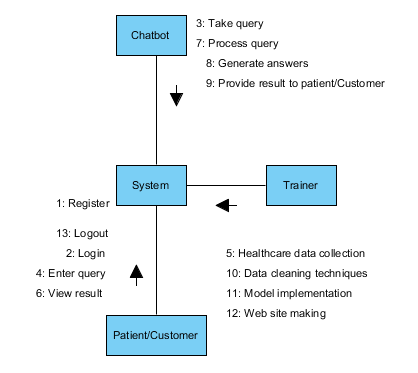 Chatbot
3: Take query
7: Process query
8: Generate answers
9: Provide result to patient/Customer
System
Trainer
1: Register
13: Logout
2: Login
4: Enter query
6: View result
5: Healthcare data collection
10: Data cleaning techniques
11: Model implementation
12: Web site making
Patient/Customer